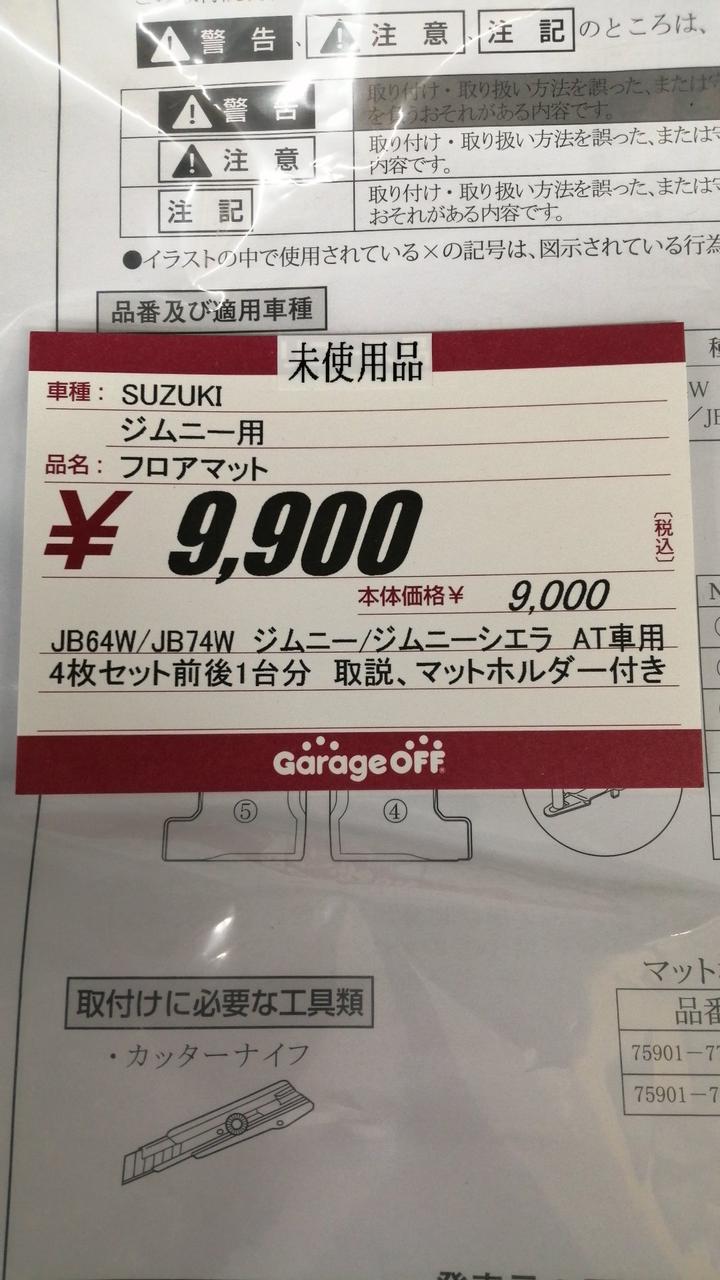 警告、注意、注記のところは、
警告 取り付け・取り扱い方法を誤った、または
を負うおそれがある内容です。
注意 取り付け・取り扱い方法を誤った、または
内容です。
注記 取り付け・取り扱い方法を誤った、または
おそれがある内容です。
●イラストの中で使用されている×の記号は、図示されている行為
品番及び適用車種
未使用品
車種： SUZUKI
ジムニー用
品名： フロアマット
¥ 9,900 〔税込〕
本体価格¥ 9,000
JB64W/JB74W ジムニー/ジムニーシエラ AT車用
4枚セット前後1台分 取説、マットホルダー付き
GarageOFF
⑤ ④
取付けに必要な工具類
・カッターナイフ
マット
品番
75901－7
75901－7